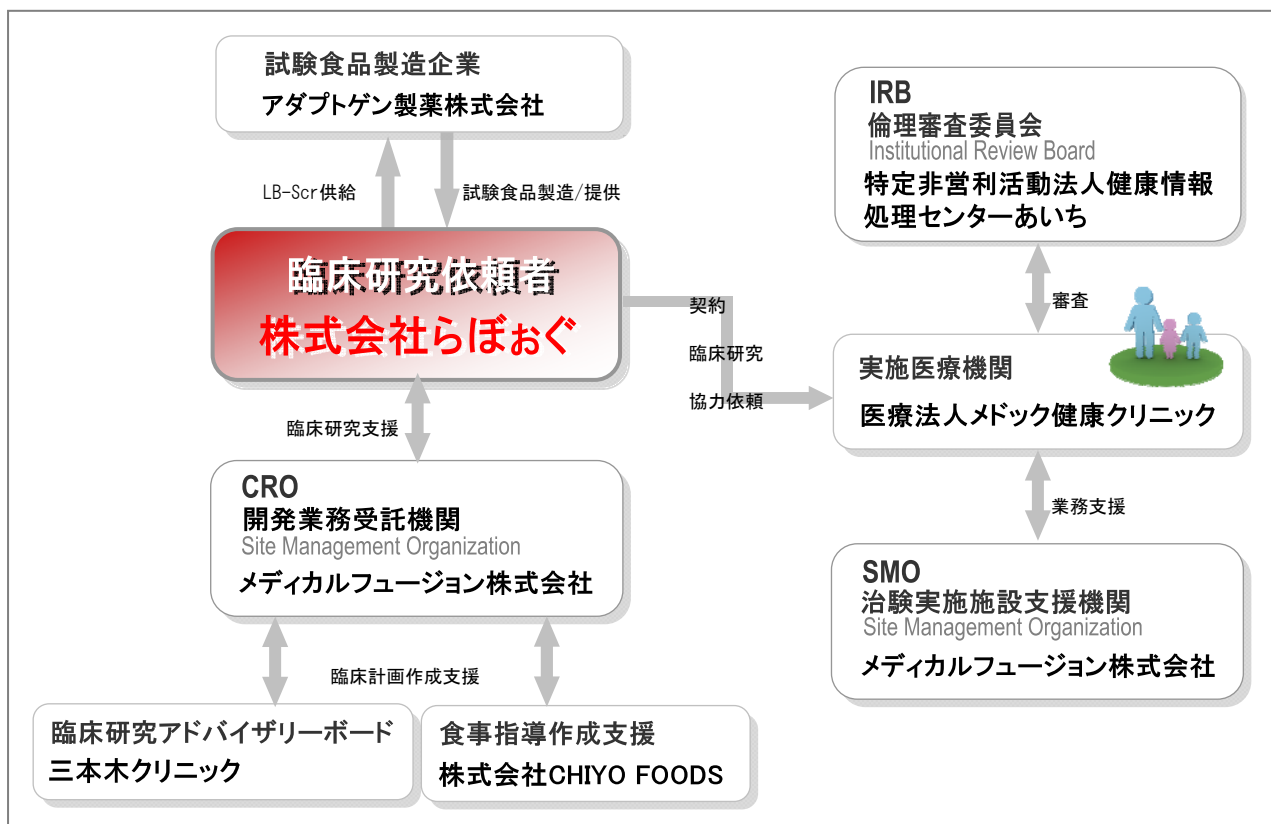 試験食品製造企業
アダプトゲン製薬株式会社
LB-Scr供給
試験食品製造/提供
臨床研究依頼者
株式会社らぼぉぐ
契約
臨床研究
協力依頼
IRB
倫理審査委員会
Institutional Review Board
特定非営利活動法人健康情報
処理センターあいち
審査
実施医療機関
医療法人メドック健康クリニック
業務支援
SMO
治験実施施設支援機関
Site Management Organization
メディカルフュージョン株式会社
臨床研究支援
CRO
開発業務受託機関
Site Management Organization
メディカルフュージョン株式会社
臨床計画作成支援
臨床研究アドバイザリーボード
三本木クリニック
食事指導作成支援
株式会社CHIYO FOODS